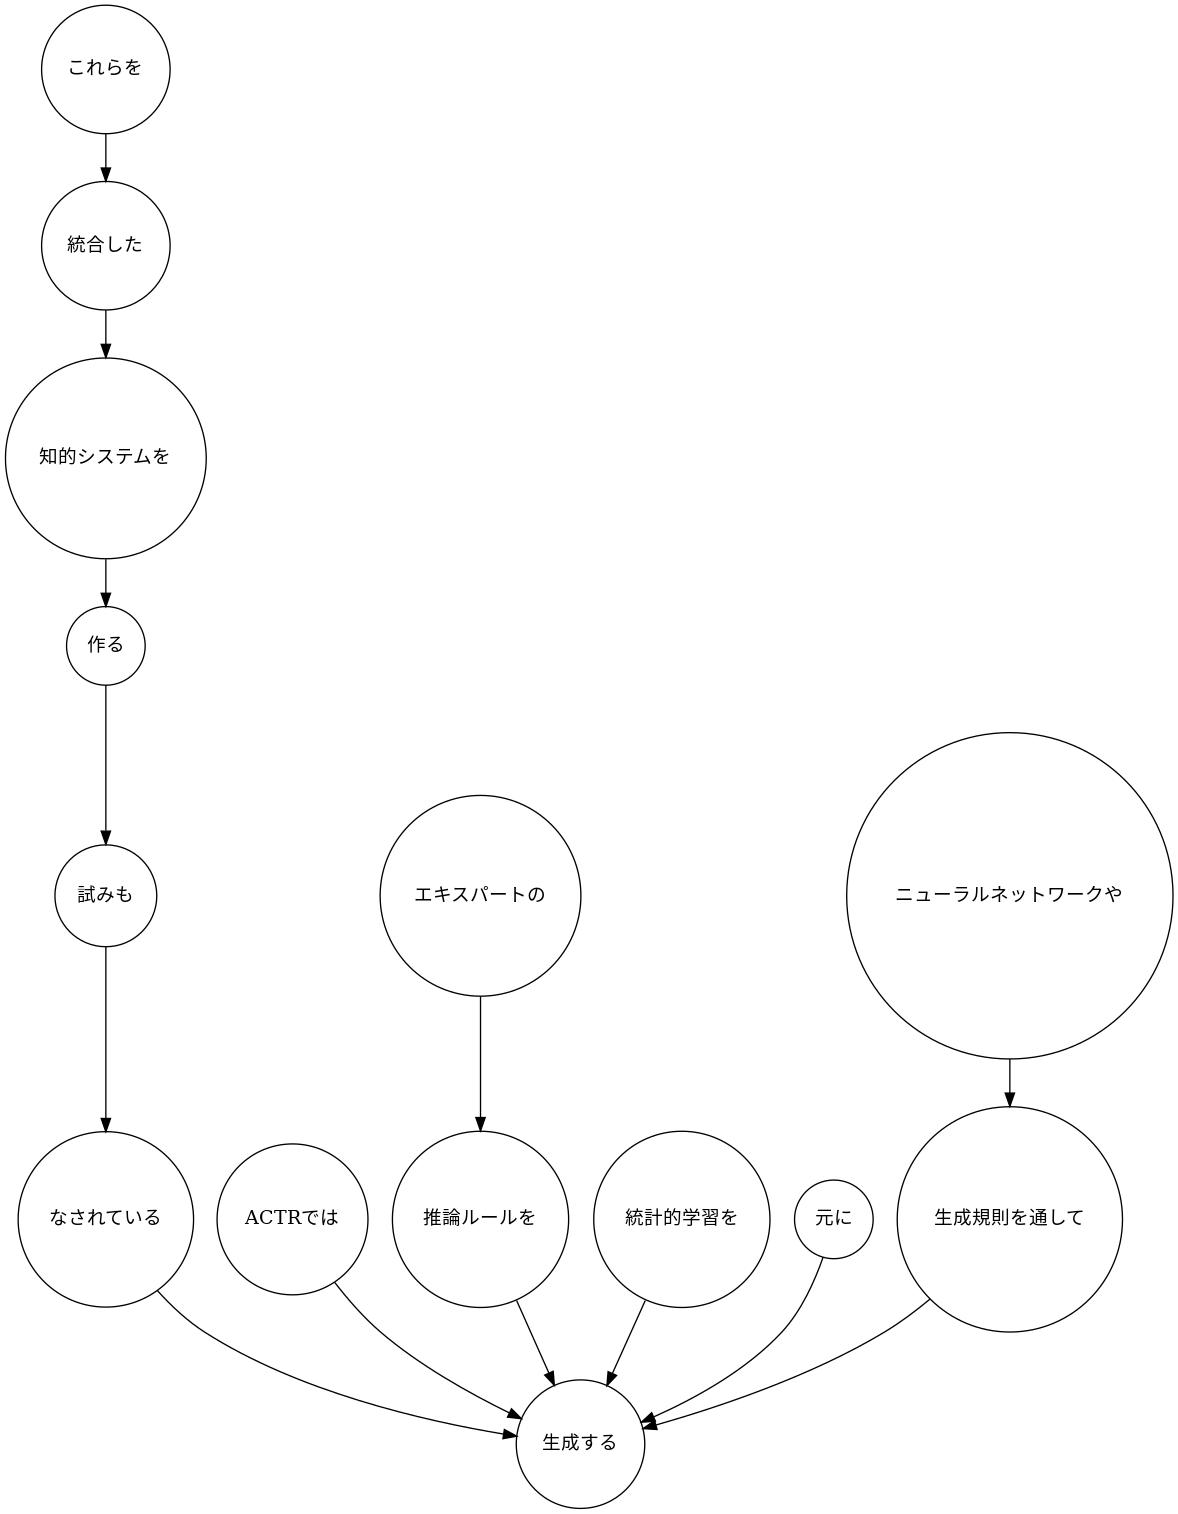 これらを
統合した
知的システムを
作る
試みも
エキスパートの
ニューラルネットワークや
なされている
ACTRでは
推論ルールを
統計的学習を
元に
生成規則を通して
生成する